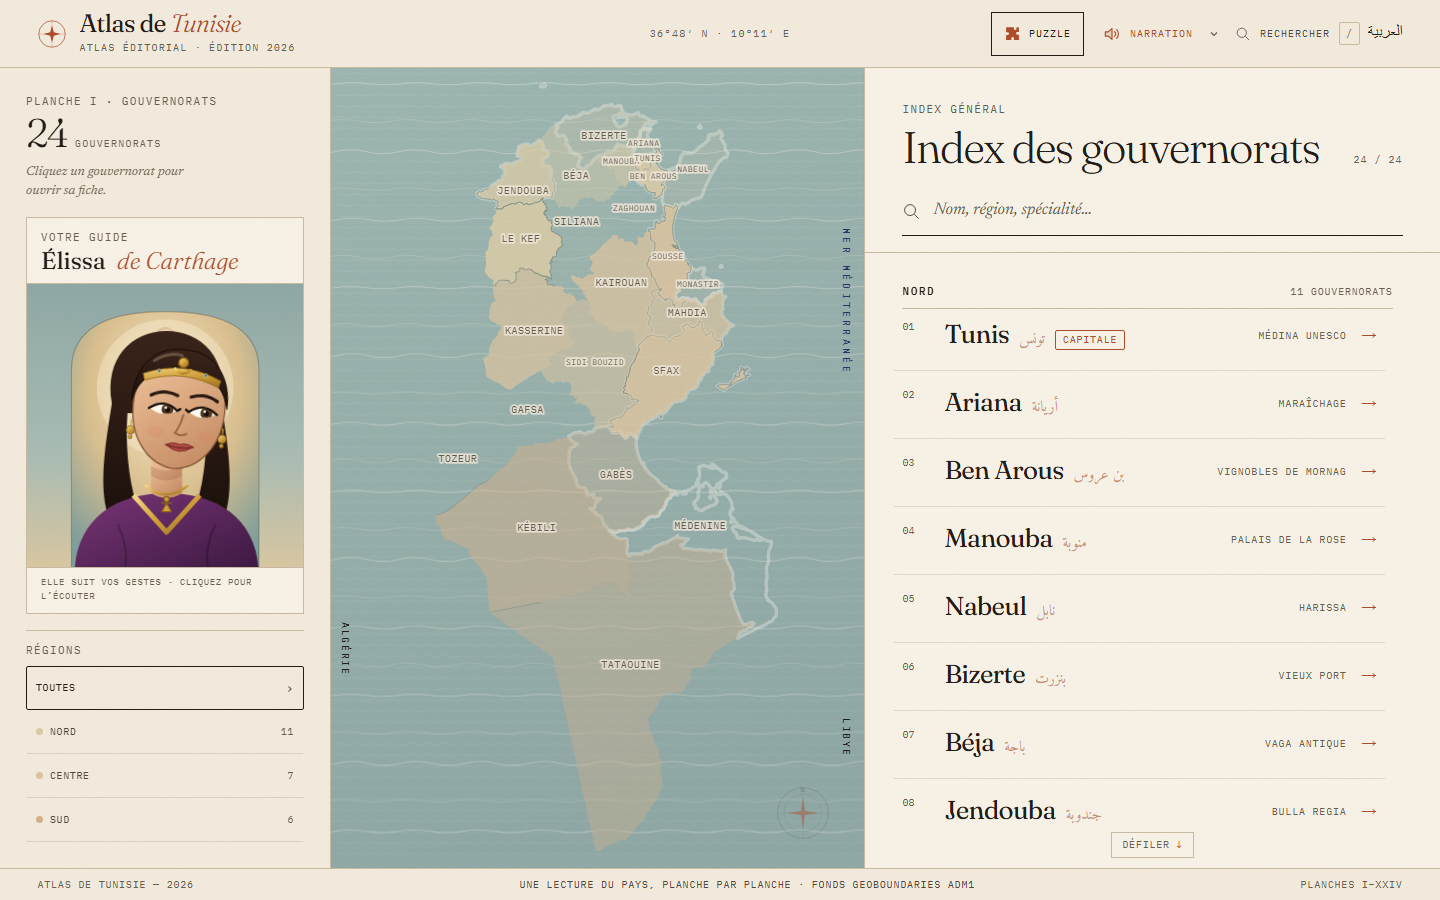 Atlas de Tunisie
ATLAS ÉDITORIAL · ÉDITION 2026
36°48′ N · 10°11′ E
PUZZLE
NARRATION
RECHERCHER /
العربية
PLANCHE I · GOUVERNORATS
24 GOUVERNORATS
Cliquez un gouvernorat pour
ouvrir sa fiche.
VOTRE GUIDE
Élissa de Carthage
ELLE SUIT VOS GESTES · CLIQUEZ POUR
L'ÉCOUTER
RÉGIONS
TOUTES ›
NORD 11
CENTRE 7
SUD 6
BIZERTE
ARIANA
MANOUBA
TUNIS
NABEUL
BÉJA
BEN AROUS
JENDOUBA
ZAGHOUAN
SILIANA
LE KEF
SOUSSE
KAIROUAN
MONASTIR
MAHDIA
KASSERINE
SIDI BOUZID
SFAX
GAFSA
TOZEUR
GABÈS
KÉBILI
MÉDENINE
TATAOUINE
MER MÉDITERRANÉE
ALGÉRIE
LIBYE
N
INDEX GÉNÉRAL
Index des gouvernorats 24 / 24
Nom, région, spécialité…
NORD 11 GOUVERNORATS
01 Tunis تونس CAPITALE MÉDINA UNESCO →
02 Ariana أريانة MARAÎCHAGE →
03 Ben Arous بن عروس VIGNOBLES DE MORNAG →
04 Manouba منوبة PALAIS DE LA ROSE →
05 Nabeul نابل HARISSA →
06 Bizerte بنزرت VIEUX PORT →
07 Béja باجة VAGA ANTIQUE →
08 Jendouba جندوبة BULLA REGIA →
DÉFILER ↓
ATLAS DE TUNISIE — 2026
UNE LECTURE DU PAYS, PLANCHE PAR PLANCHE · FONDS GEOBOUNDARIES ADM1
PLANCHES I–XXIV